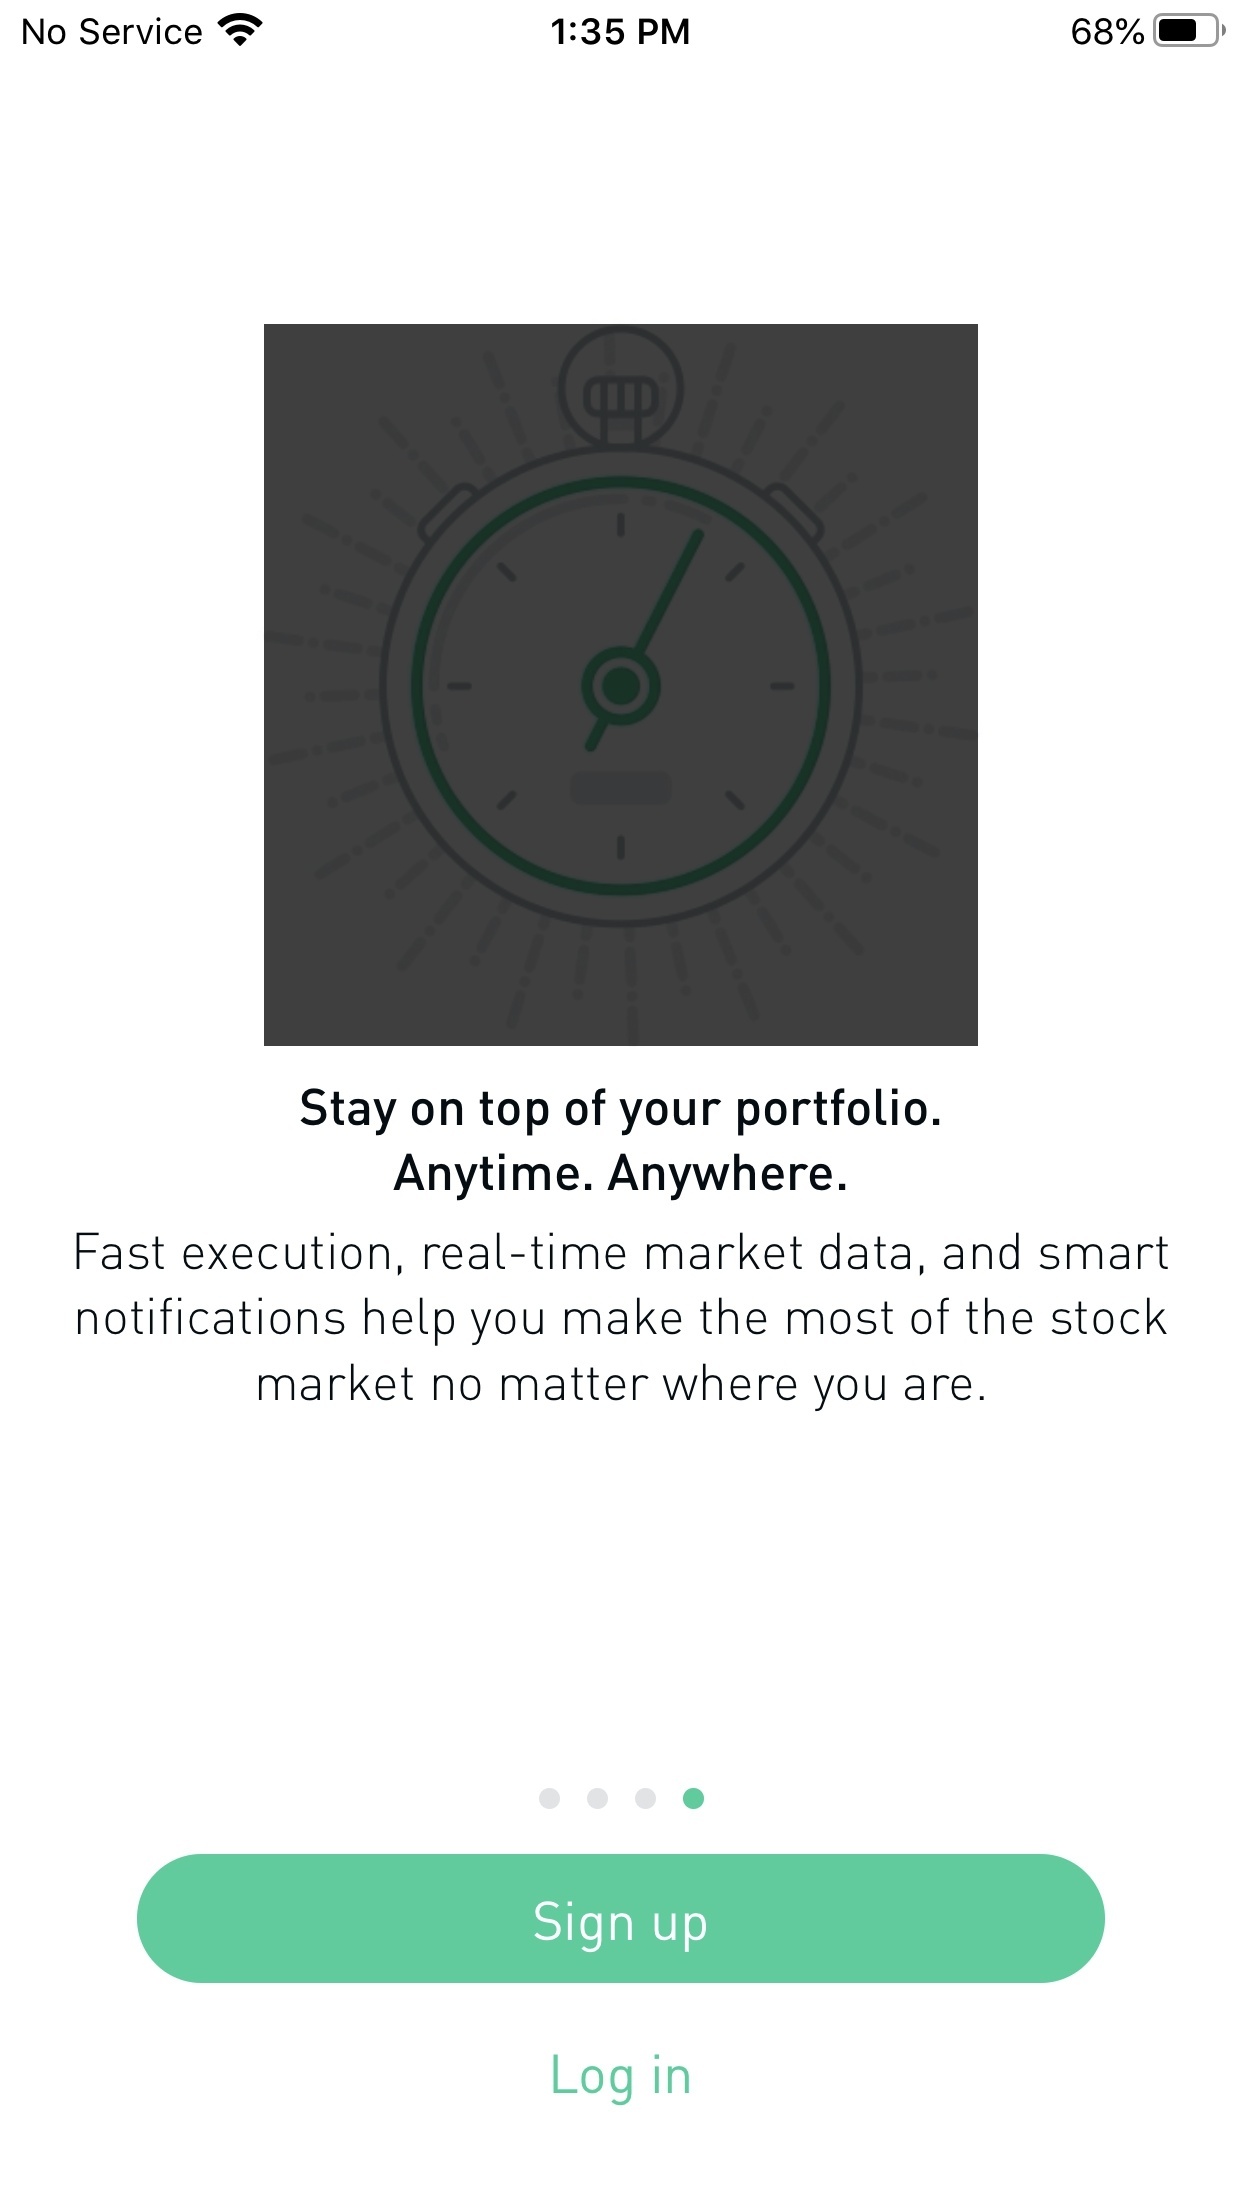 No Service
1:35 PM
68%
Stay on top of your portfolio.
Anytime. Anywhere.
Fast execution, real-time market data, and smart
notifications help you make the most of the stock
market no matter where you are.
Sign up
Log in